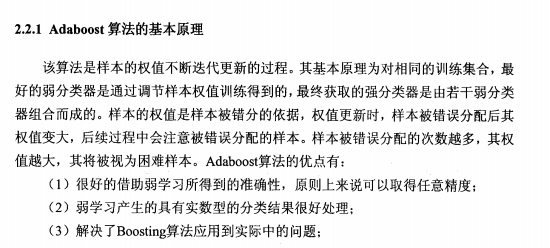 2.2.1 Adaboost 算法的基本原理
该算法是样本的权值不断迭代更新的过程。其基本原理为对相同的训练集合，最
好的弱分类器是通过调节样本权值训练得到的，最终获取的强分类器是由若干弱分类
器组合而成的。样本的权值是样本被错分的依据，权值更新时，样本被错误分配后其
权值变大，后续过程中会注意被错误分配的样本。样本被错误分配的次数越多，其权
值越大，其将被视为困难样本。Adaboost算法的优点有：
（1）很好的借助弱学习所得到的准确性，原则上来说可以取得任意精度；
（2）弱学习产生的具有实数型的分类结果很好处理；
（3）解决了Boosting算法应用到实际中的问题；